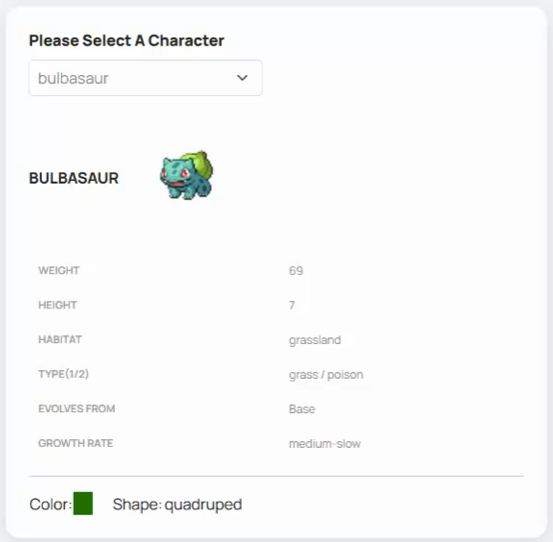 Please Select A Character
bulbasaur
BULBASAUR
WEIGHT 69
HEIGHT 7
HABITAT grassland
TYPE(1/2) grass / poison
EVOLVES FROM Base
GROWTH RATE medium-slow
Color: Shape: quadruped